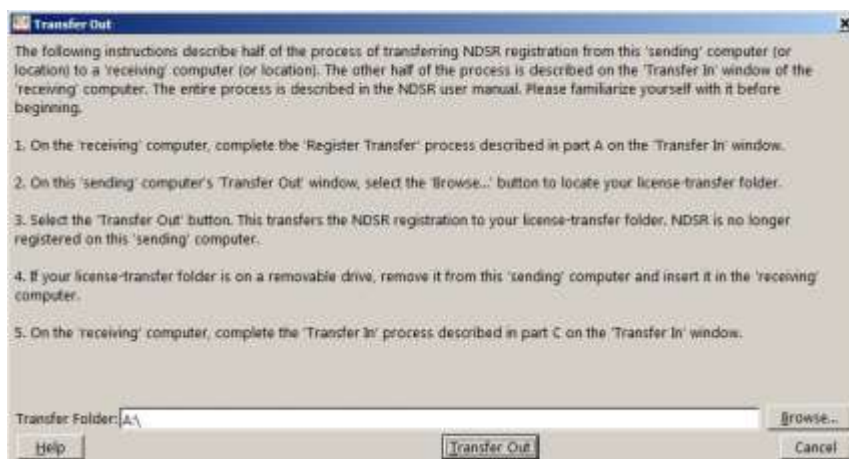 Transfer Out
The following instructions describe half of the process of transferring NDSR registration from this 'sending' computer (or
location) to a 'receiving' computer (or location). The other half of the process is described on the 'Transfer In' window of the
'receiving' computer. The entire process is described in the NDSR user manual. Please familiarize yourself with it before
beginning.
1. On the 'receiving' computer, complete the 'Register Transfer' process described in part A on the 'Transfer In' window.
2. On this 'sending' computer's 'Transfer Out' window, select the 'Browse...' button to locate your license-transfer folder.
3. Select the 'Transfer Out' button. This transfers the NDSR registration to your license-transfer folder. NDSR is no longer
registered on this 'sending' computer.
4. If your license-transfer folder is on a removable drive, remove it from this 'sending' computer and insert it in the 'receiving'
computer.
5. On the 'receiving' computer, complete the 'Transfer In' process described in part C on the 'Transfer In' window.
Transfer Folder: A:\ Browse...
Help Transfer Out Cancel